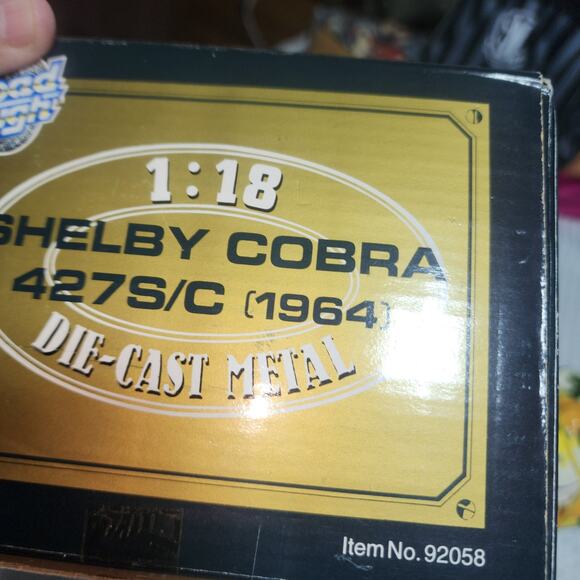 1:18
SHELBY COBRA
427S/C (1964)
DIE-CAST METAL
Item No. 92058